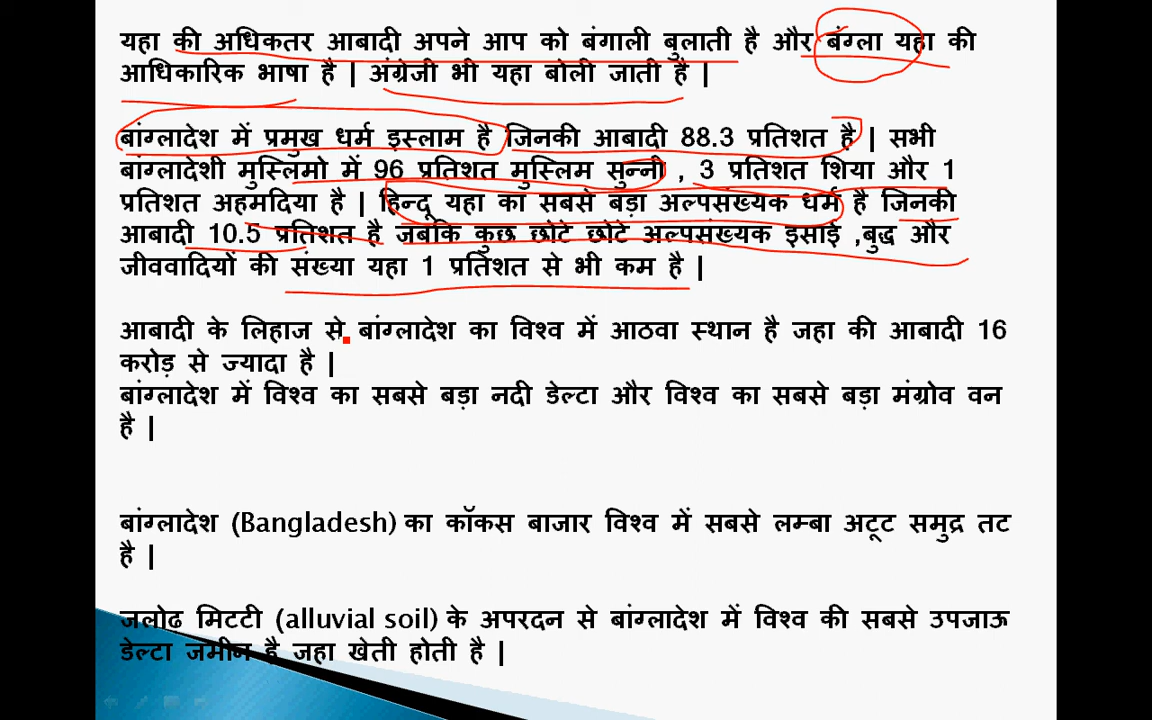 यहा की अधिकतर आबादी अपने आप को बंगाली बुलाती है और बंग्ला यहा की
आधिकारिक भाषा है | अंग्रेजी भी यहा बोली जाती है |
बांग्लादेश में प्रमुख धर्म इस्लाम है जिनकी आबादी 88.3 प्रतिशत है | सभी
बांग्लादेशी मुस्लिमो में 96 प्रतिशत मुस्लिम सुन्नी , 3 प्रतिशत शिया और 1
प्रतिशत अहमदिया है | हिन्दू यहा का सबसे बड़ा अल्पसंख्यक धर्म है जिनकी
आबादी 10.5 प्रतिशत है जबकि कुछ छोटे छोटे अल्पसंख्यक इसाई ,बुद्ध और
जीववादियों की संख्या यहा 1 प्रतिशत से भी कम है |
आबादी के लिहाज से बांग्लादेश का विश्व में आठवा स्थान है जहा की आबादी 16
करोड़ से ज्यादा है |
बांग्लादेश में विश्व का सबसे बड़ा नदी डेल्टा और विश्व का सबसे बड़ा मंग्रोव वन
है |
बांग्लादेश (Bangladesh) का कॉकस बाजार विश्व में सबसे लम्बा अटूट समुद्र तट
है |
जलोढ मिटटी (alluvial soil) के अपरदन से बांग्लादेश में विश्व की सबसे उपजाऊ
डेल्टा जमीन है जहा खेती होती है |